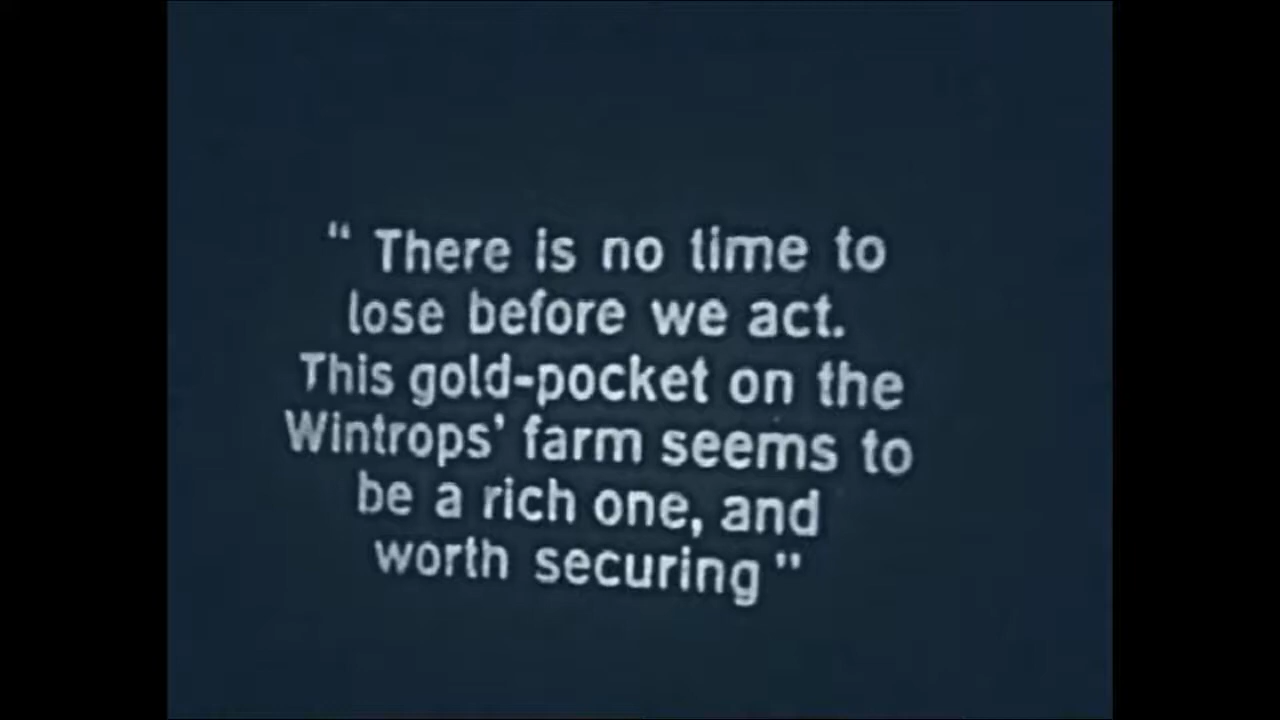 “ There is no time to
lose before we act.
This gold-pocket on the
Wintrops’ farm seems to
be a rich one, and
worth securing ”